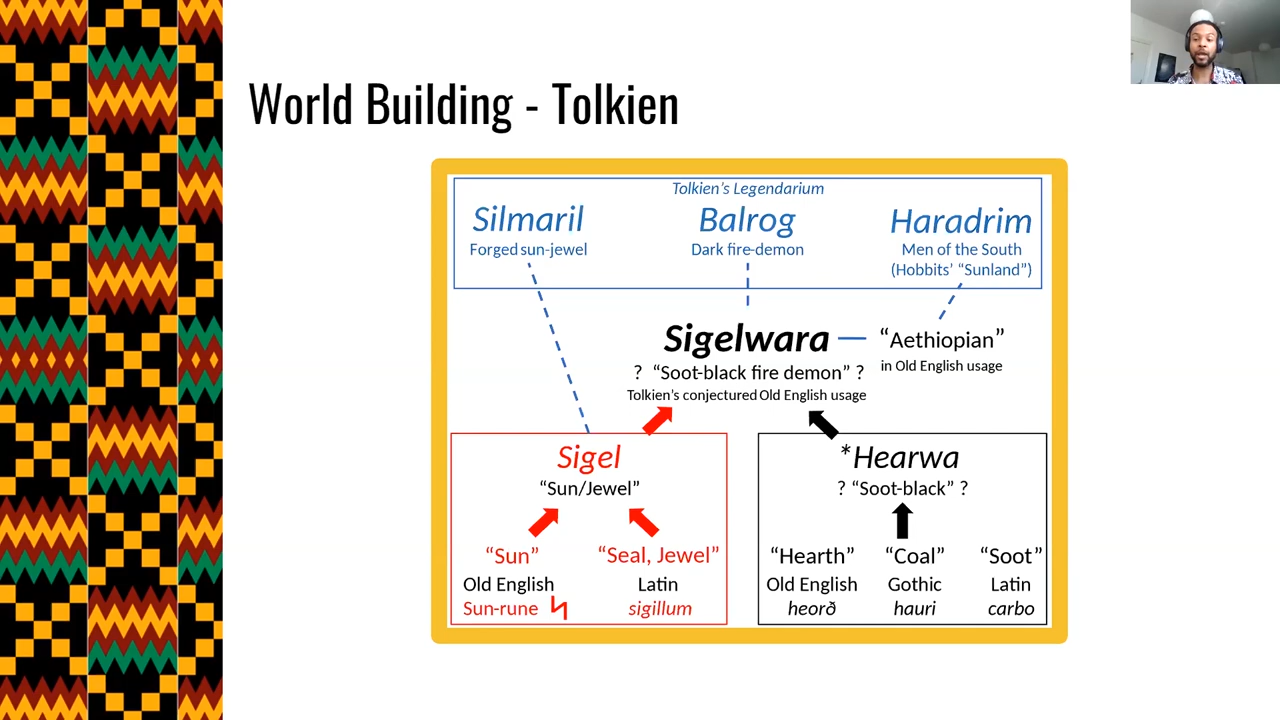 World Building - Tolkien
Tolkien's Legendarium
Silmaril
Forged sun-jewel
Balrog
Dark fire-demon
Haradrim
Men of the South
(Hobbits' “Sunland”)
Sigelwara
? “Soot-black fire demon” ?
Tolkien's conjectured Old English usage
“Aethiopian”
in Old English usage
Sigel
“Sun/Jewel”
“Sun”
Old English
Sun-rune ᛋ
“Seal, Jewel”
Latin
sigillum
*Hearwa
? “Soot-black” ?
“Hearth”
Old English
heorð
“Coal”
Gothic
hauri
“Soot”
Latin
carbo